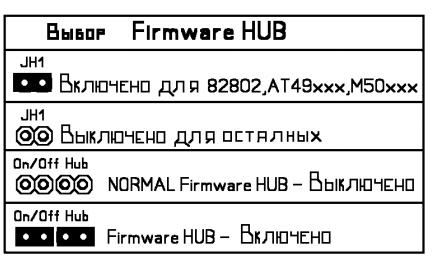 Выбор Firmware HUB
JH1
Включено для 82802,AT49xxx,M50xxx
JH1
Выключено для осталных
On/Off Hub
NORMAL Firmware HUB - Выключено
On/Off Hub
Firmware HUB - Включено